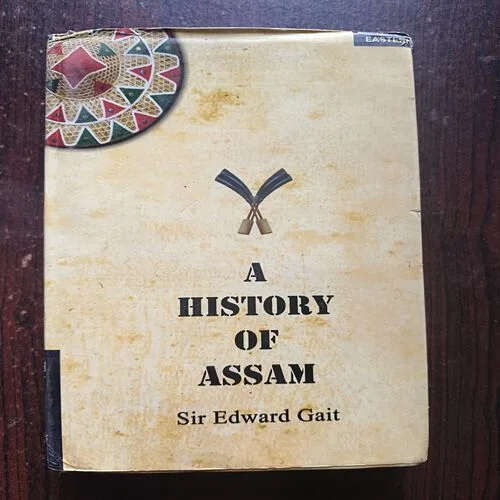 EASTERN
A
HISTORY
OF
ASSAM
Sir Edward Gait